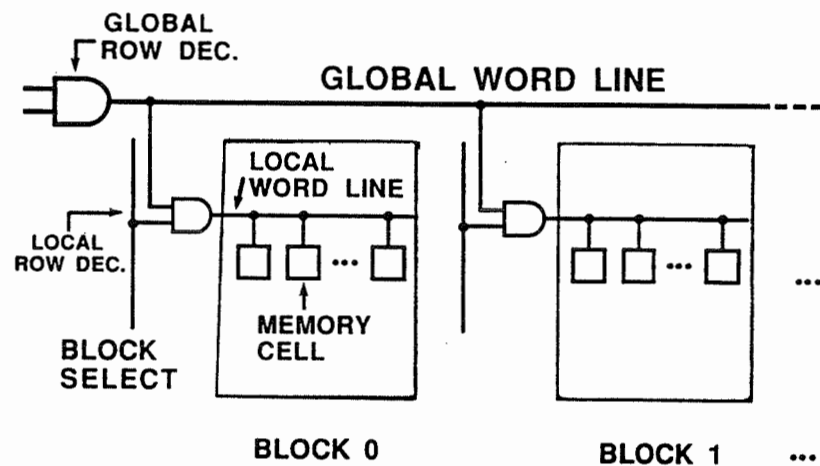 GLOBAL
ROW DEC.
GLOBAL WORD LINE
LOCAL
WORD LINE
LOCAL
ROW DEC.
MEMORY
CELL
BLOCK
SELECT
BLOCK 0
BLOCK 1